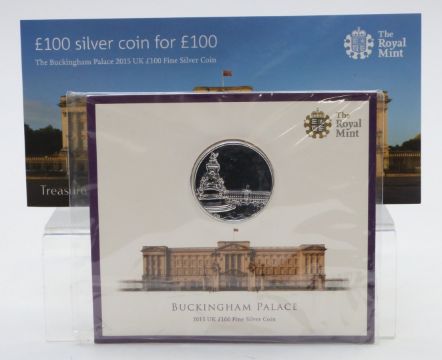 £100 silver coin for £100
The Buckingham Palace 2015 UK £100 Fine Silver Coin
The Royal
Mint
Treasure
The
Royal
Mint
BUCKINGHAM PALACE
2015 UK £100 Fine Silver Coin